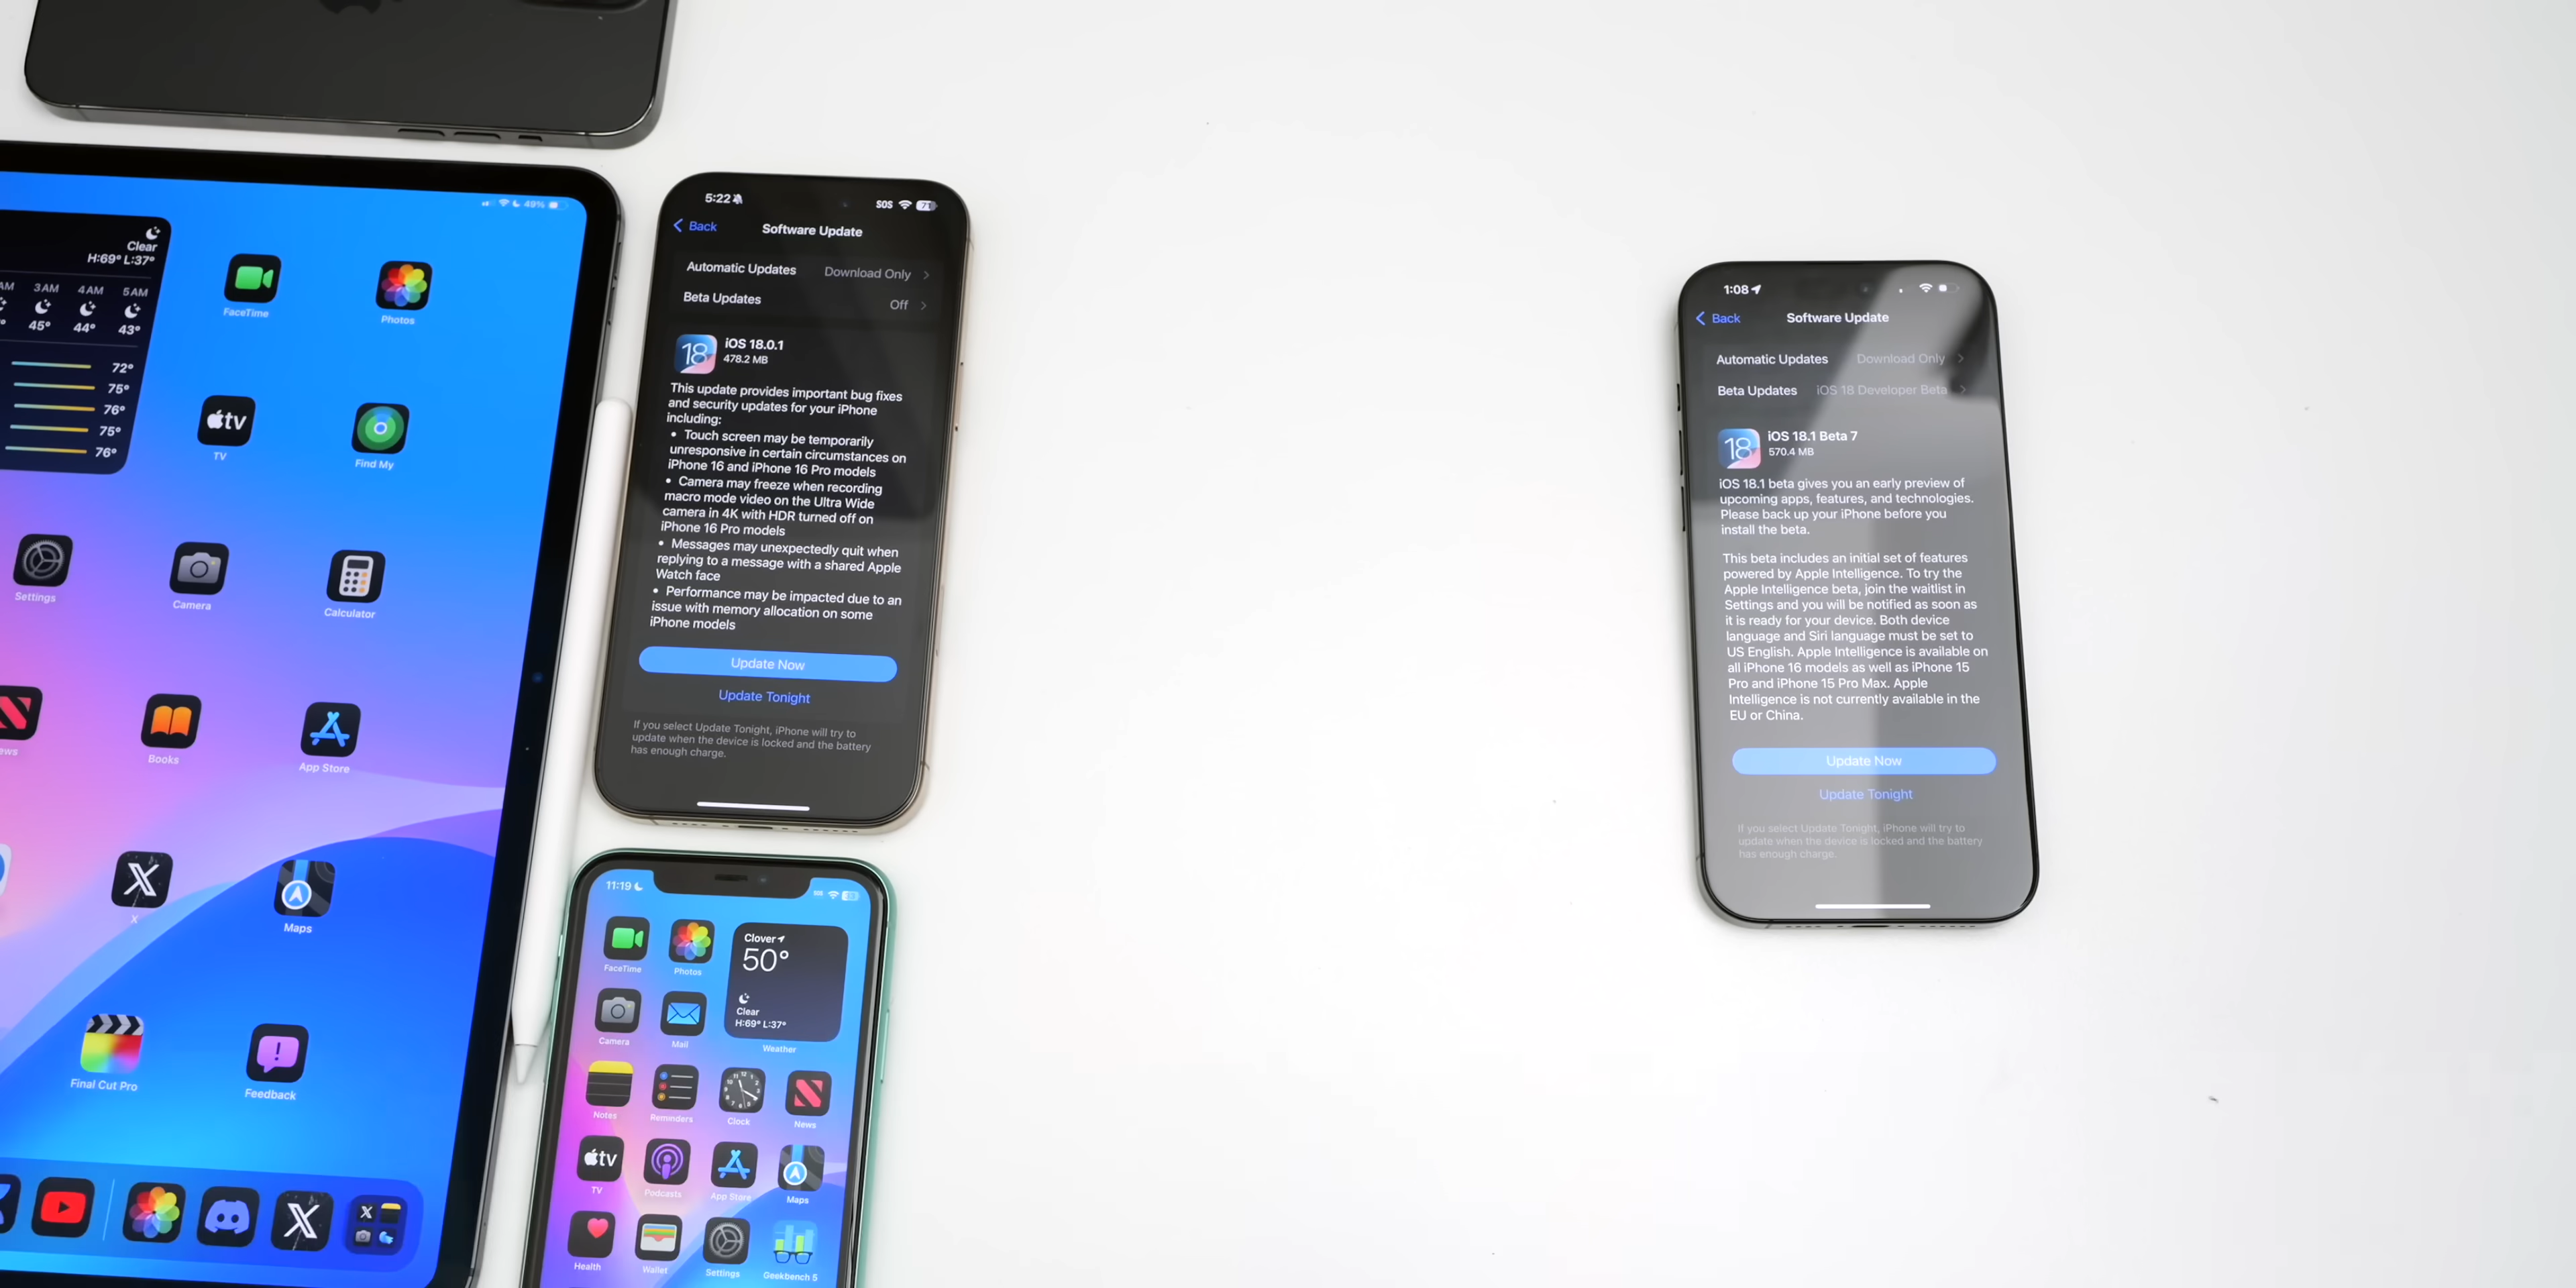 49%
Clear
H:69° L:37°
AM 3AM 4AM 5AM
45° 44° 43°
72°
75°
76°
75°
76°
FaceTime
Photos
tv
TV
Find My
Settings
Camera
Calculator
ews
Books
App Store
X
Maps
Final Cut Pro
Feedback
5:22
SOS
71
Back
Software Update
Automatic Updates Download Only
Beta Updates Off
18
iOS 18.0.1
478.2 MB
This update provides important bug fixes
and security updates for your iPhone
including:
• Touch screen may be temporarily
unresponsive in certain circumstances on
iPhone 16 and iPhone 16 Pro models
• Camera may freeze when recording
macro mode video on the Ultra Wide
camera in 4K with HDR turned off on
iPhone 16 Pro models
• Messages may unexpectedly quit when
replying to a message with a shared Apple
Watch face
• Performance may be impacted due to an
issue with memory allocation on some
iPhone models
Update Now
Update Tonight
If you select Update Tonight, iPhone will try to
update when the device is locked and the battery
has enough charge.
11:19
SOS
FaceTime
Photos
Clover
50°
Clear
H:69° L:37°
Weather
Camera
Mail
Notes
Reminders
Clock
News
tv
TV
Podcasts
App Store
Maps
Health
Wallet
Settings
Geekbench 5
1:08
Back
Software Update
Automatic Updates Download Only
Beta Updates iOS 18 Developer Beta
18
iOS 18.1 Beta 7
570.4 MB
iOS 18.1 beta gives you an early preview of
upcoming apps, features, and technologies.
Please back up your iPhone before you
install the beta.
This beta includes an initial set of features
powered by Apple Intelligence. To try the
Apple Intelligence beta, join the waitlist in
Settings and you will be notified as soon as
it is ready for your device. Both device
language and Siri language must be set to
US English. Apple Intelligence is available on
all iPhone 16 models as well as iPhone 15
Pro and iPhone 15 Pro Max. Apple
Intelligence is not currently available in the
EU or China.
Update Now
Update Tonight
If you select Update Tonight, iPhone will try to
update when the device is locked and the battery
has enough charge.